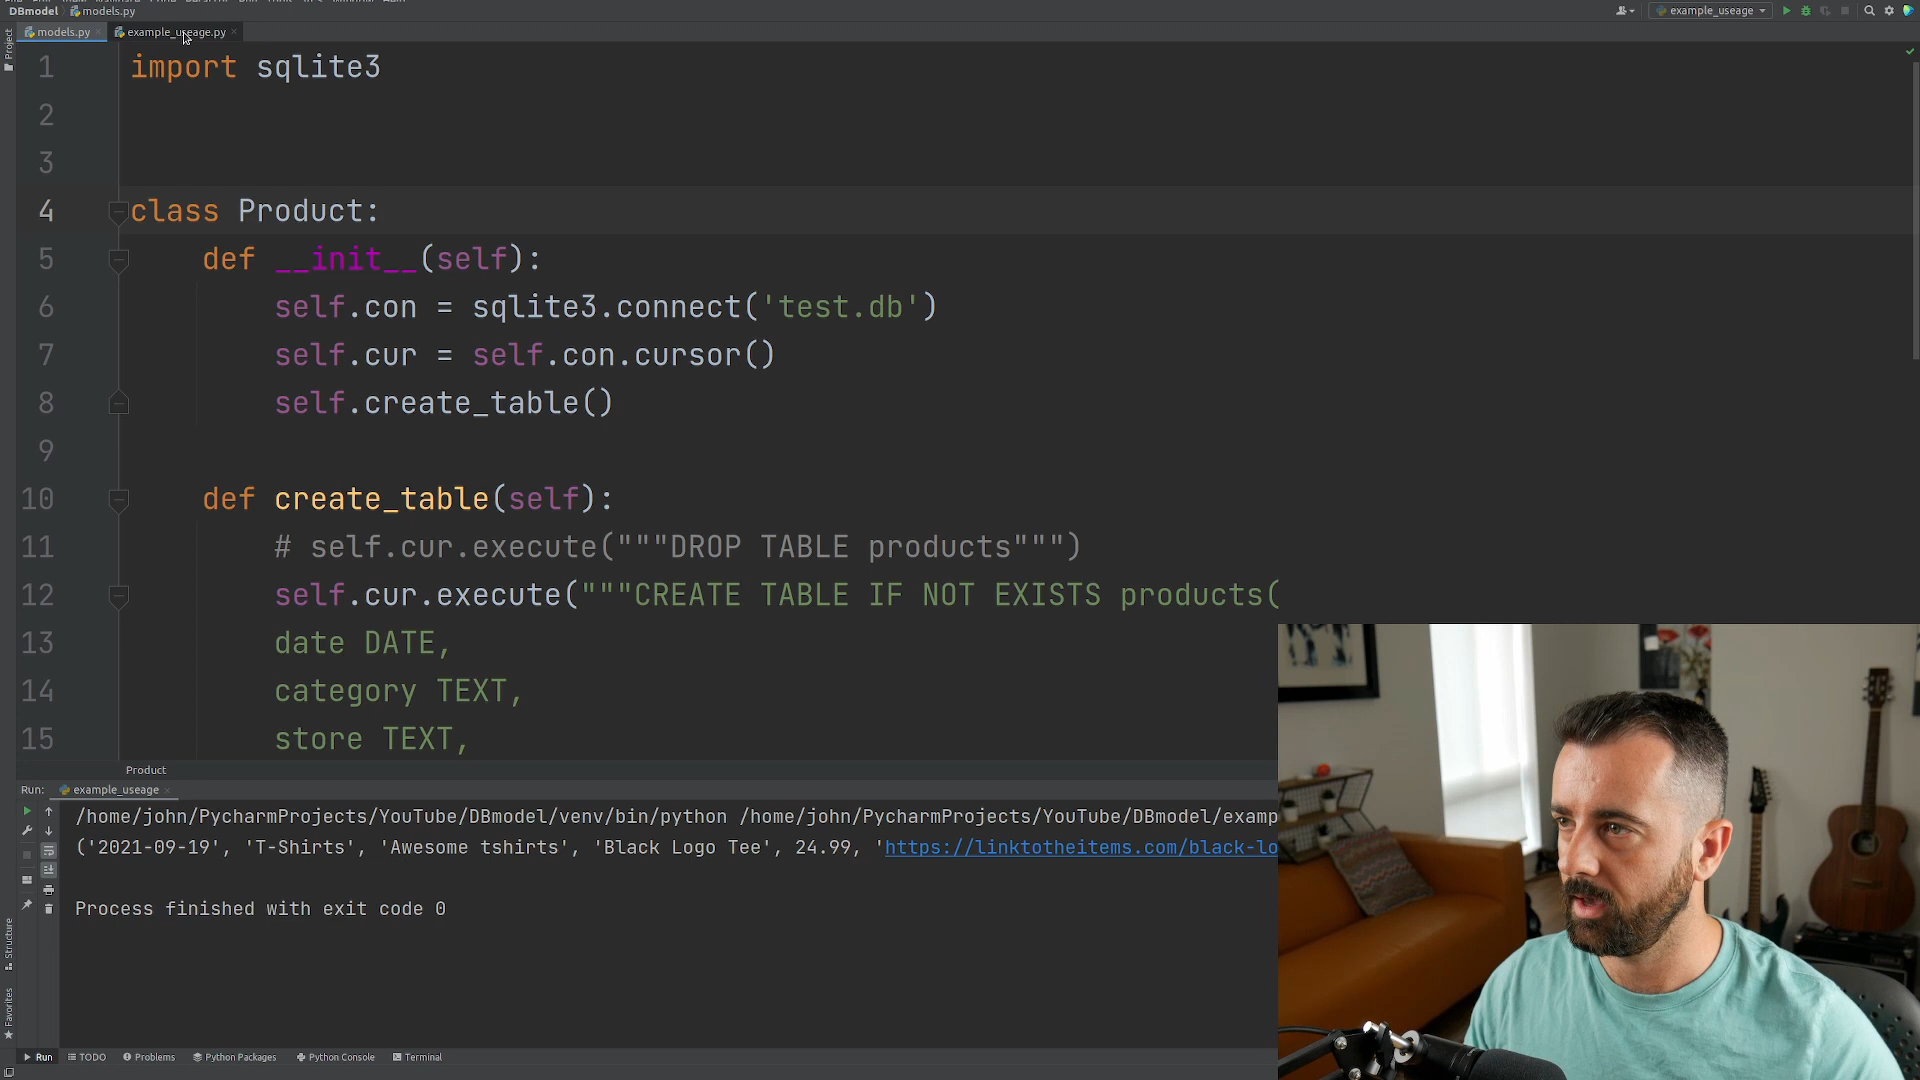 DBmodel models.py
example_useage
models.py
example_useage.py
1 import sqlite3
2
3
4 class Product:
5 def __init__(self):
6 self.con = sqlite3.connect('test.db')
7 self.cur = self.con.cursor()
8 self.create_table()
9
10 def create_table(self):
11 # self.cur.execute("""DROP TABLE products""")
12 self.cur.execute("""CREATE TABLE IF NOT EXISTS products(
13 date DATE,
14 category TEXT,
15 store TEXT,
Product
Run: example_useage
/home/john/PycharmProjects/YouTube/DBmodel/venv/bin/python /home/john/PycharmProjects/YouTube/DBmodel/examp
('2021-09-19', 'T-Shirts', 'Awesome tshirts', 'Black Logo Tee', 24.99, 'https://linktotheitems.com/black-lo
Process finished with exit code 0
Project
Structure
Favorites
Run TODO Problems Python Packages Python Console Terminal